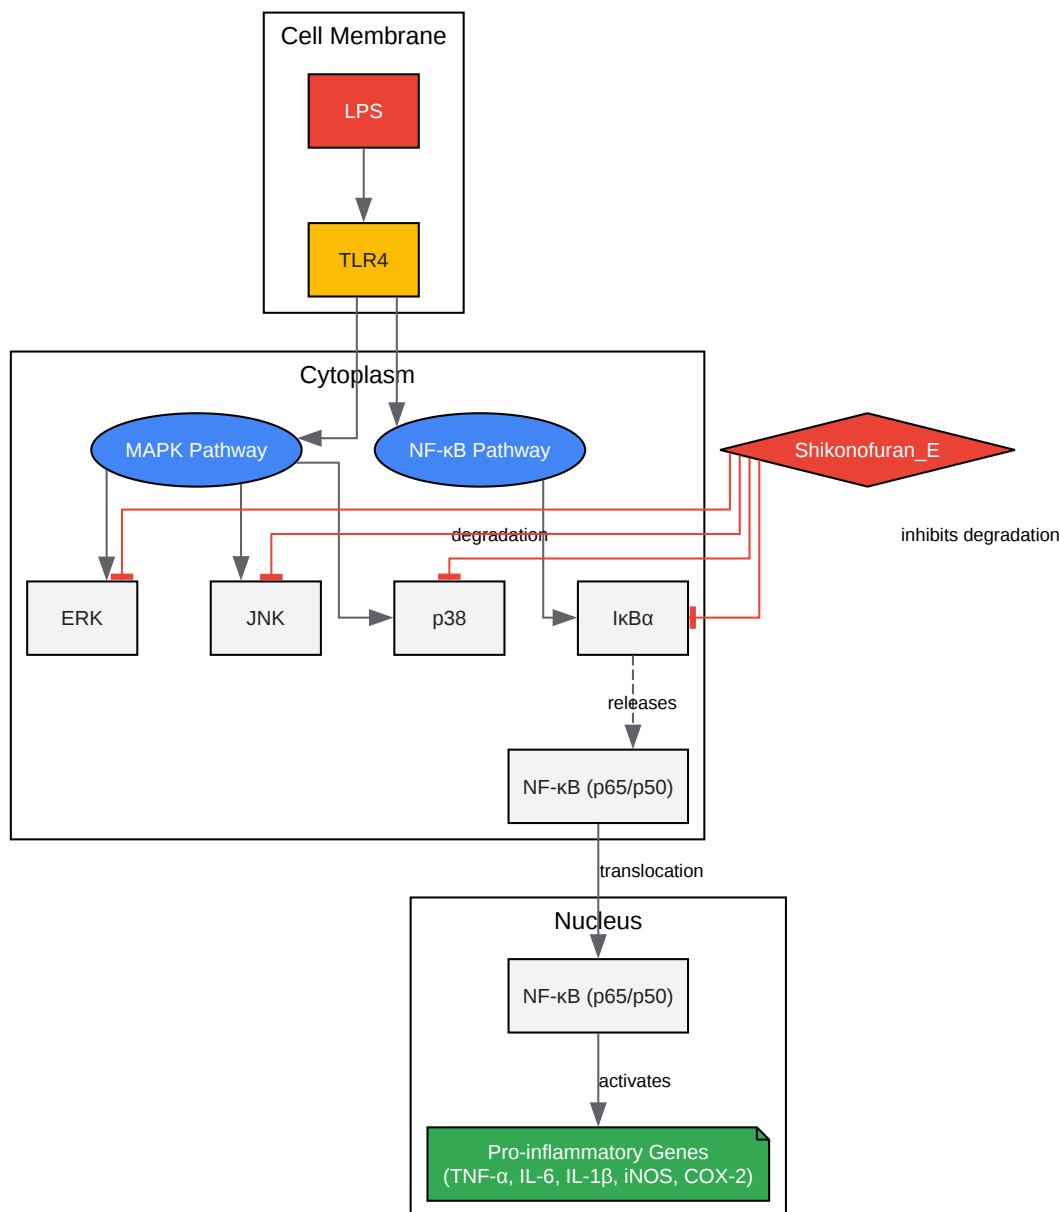 Cell Membrane
LPS
TLR4
Cytoplasm
MAPK Pathway
NF-κB Pathway
Shikonofuran_E
degradation
inhibits degradation
ERK
JNK
p38
IκBα
releases
NF-κB (p65/p50)
translocation
Nucleus
NF-κB (p65/p50)
activates
Pro-inflammatory Genes
(TNF-α, IL-6, IL-1β, iNOS, COX-2)